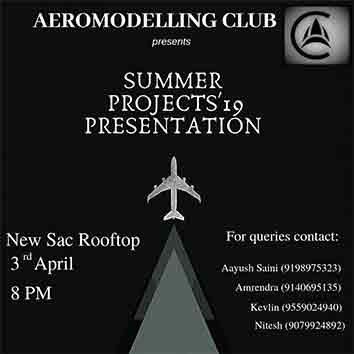 AEROMODELLING CLUB
presents
SUMMER
PROJECTS'19
PRESENTATION
New Sac Rooftop
3rd April
8 PM
For queries contact:
Aayush Saini (9198975323)
Amrendra (9140695135)
Kevlin (9559024940)
Nitesh (9079924892)